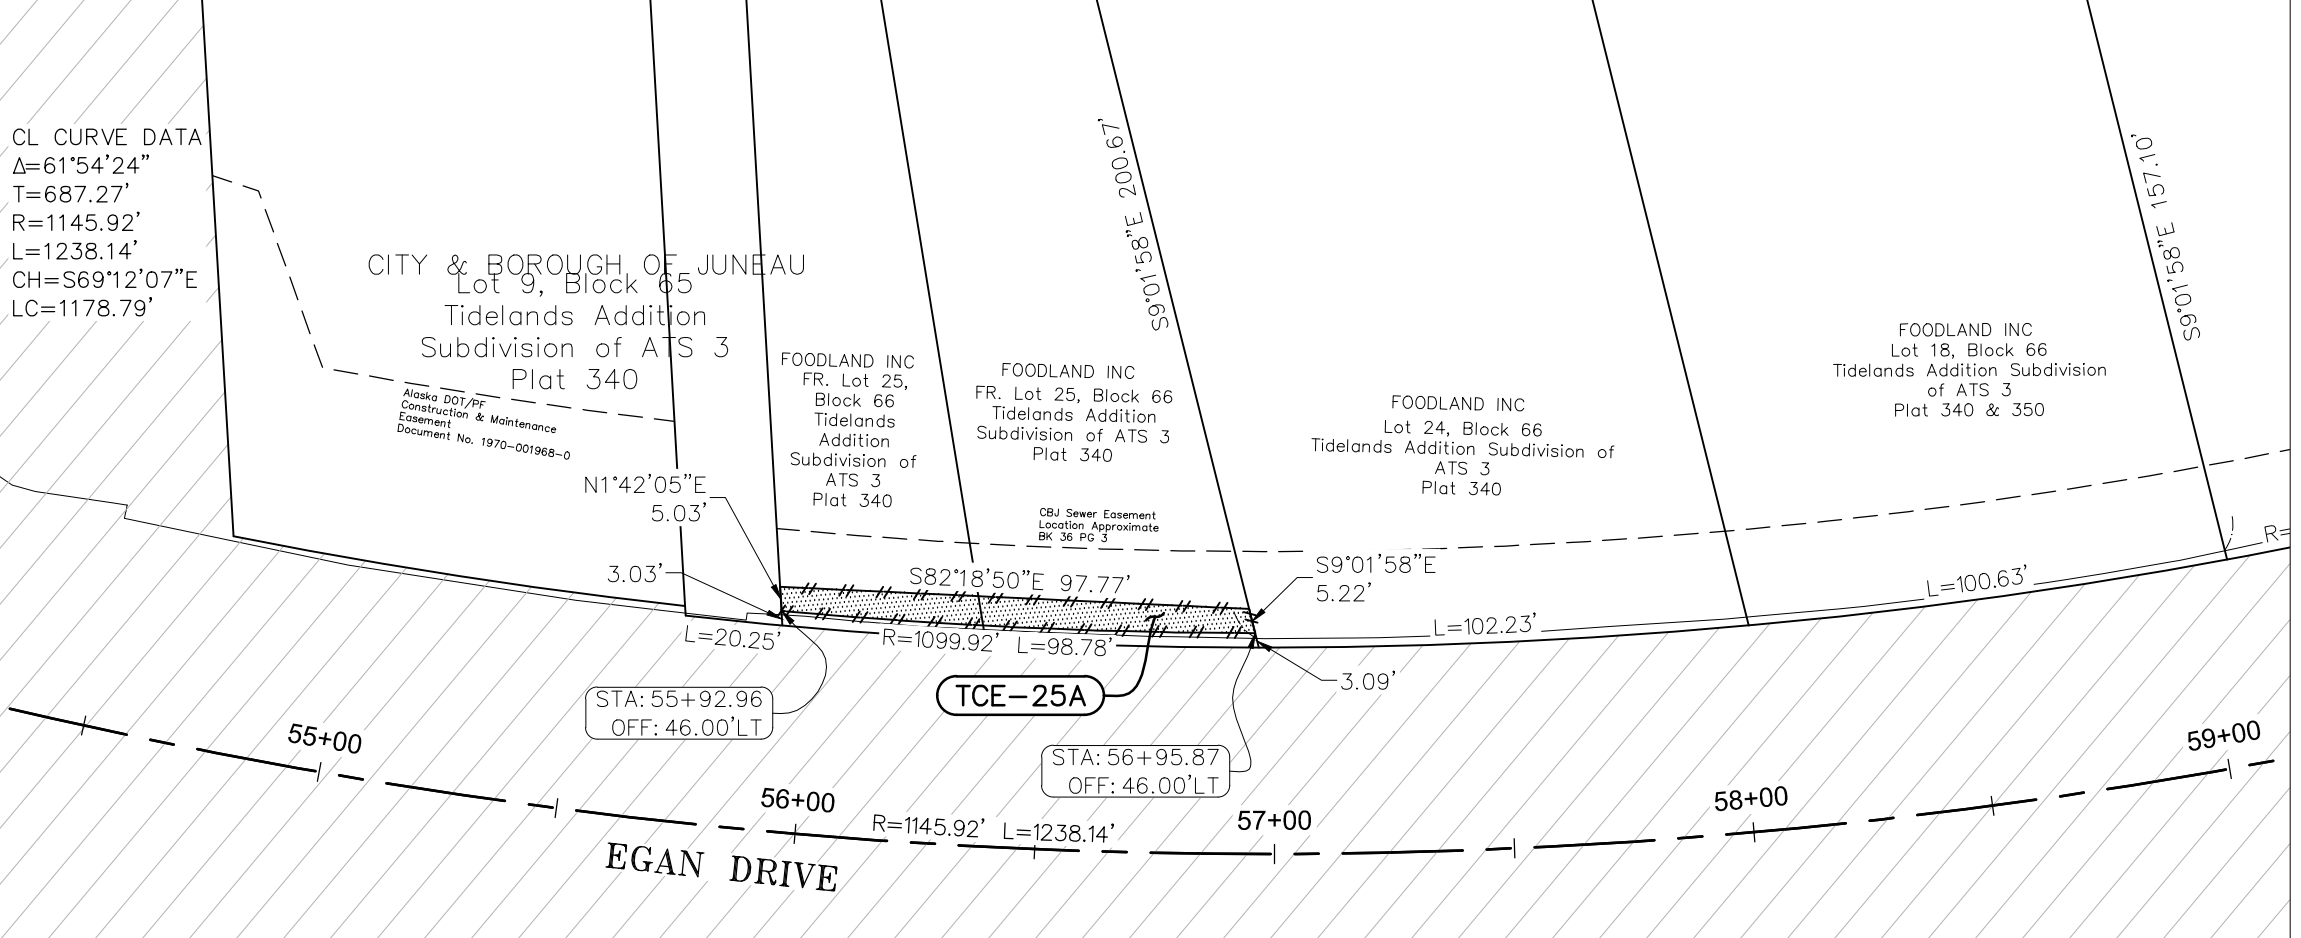 CL CURVE DATA
Δ=61°54'24"
T=687.27'
R=1145.92'
L=1238.14'
CH=S69°12'07"E
LC=1178.79'
CITY & BOROUGH OF JUNEAU
Lot 9, Block 65
Tidelands Addition
Subdivision of ATS 3
Plat 340
Alaska DOT/PF
Construction & Maintenance
Easement
Document No. 1970-001968-0
N1°42'05"E
5.03'
3.03'
L=20.25'
FOODLAND INC
FR. Lot 25,
Block 66
Tidelands
Addition
Subdivision of
ATS 3
Plat 340
FOODLAND INC
FR. Lot 25, Block 66
Tidelands Addition
Subdivision of ATS 3
Plat 340
CBJ Sewer Easement
Location Approximate
BK 36 PG 3
S9°01'58"E 200.67'
S82°18'50"E 97.77'
R=1099.92' L=98.78'
S9°01'58"E
5.22'
3.09'
FOODLAND INC
Lot 24, Block 66
Tidelands Addition Subdivision of
ATS 3
Plat 340
L=102.23'
FOODLAND INC
Lot 18, Block 66
Tidelands Addition Subdivision
of ATS 3
Plat 340 & 350
S9°01'58"E 157.10'
L=100.63'
R=
STA: 55+92.96
OFF: 46.00'LT
TCE-25A
STA: 56+95.87
OFF: 46.00'LT
55+00
56+00
57+00
58+00
59+00
R=1145.92' L=1238.14'
EGAN DRIVE